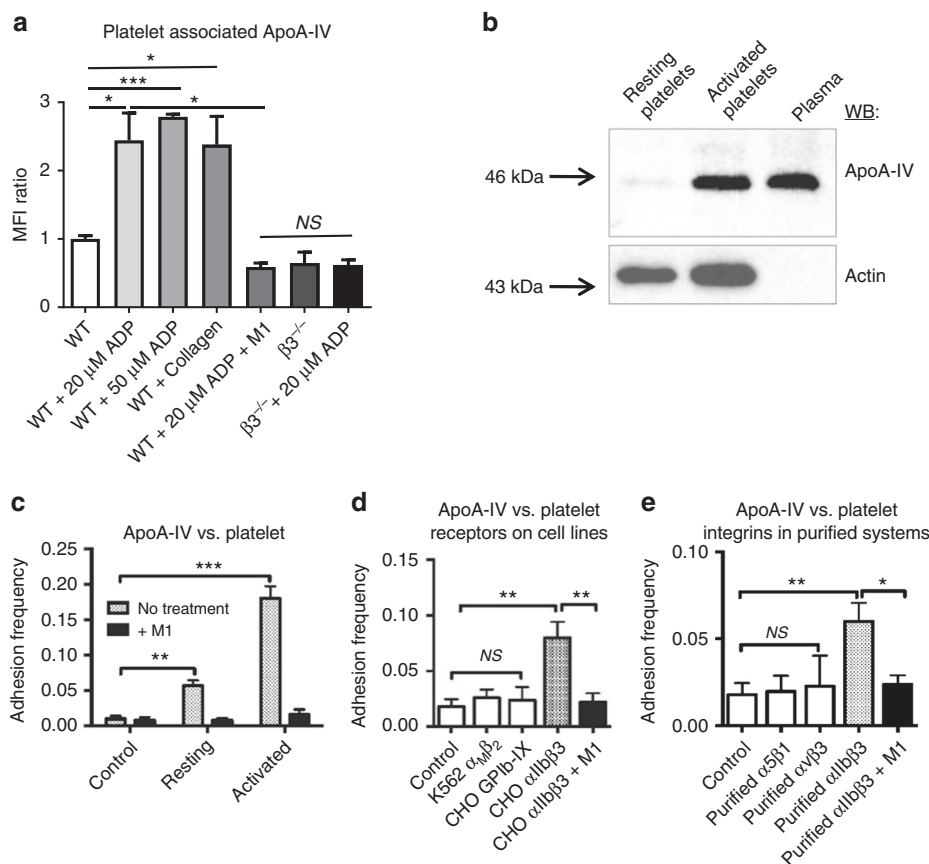 a
Platelet associated ApoA-IV
*
***
*
*
NS
MFI ratio
3
2
1
0
WT
WT + 20 μM ADP
WT + 50 μM ADP
WT + Collagen
WT + 20 μM ADP + M1
β3⁻/⁻
β3⁻/⁻ + 20 μM ADP
b
Resting
platelets
Activated
platelets
Plasma
WB:
46 kDa
ApoA-IV
43 kDa
Actin
c
ApoA-IV vs. platelet
Adhesion frequency
0.25
0.20
0.15
0.10
0.05
0.00
***
No treatment
+ M1
**
Control
Resting
Activated
d
ApoA-IV vs. platelet
receptors on cell lines
Adhesion frequency
0.15
0.10
0.05
0.00
**
**
NS
Control
K562 αMβ2
CHO GPIb-IX
CHO αIIbβ3
CHO αIIbβ3 + M1
e
ApoA-IV vs. platelet
integrins in purified systems
Adhesion frequency
0.10
0.05
0.00
**
*
NS
Control
Purified α5β1
Purified αvβ3
Purified αIIbβ3
Purified αIIbβ3 + M1